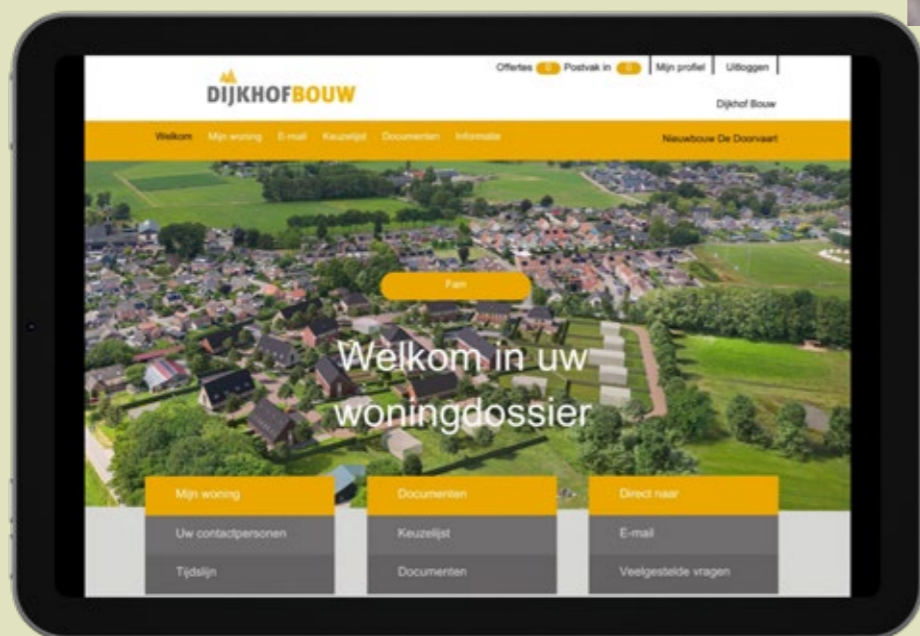 Offertes 0 Postvak in 0 Mijn profiel Uitloggen
DIJKHOFBOUW
Dijkhof Bouw
Welkom Mijn woning E-mail Keuzelijst Documenten Informatie
Nieuwbouw De Doorvaart
Fam
Welkom in uw
woningdossier
Mijn woning
Uw contactpersonen
Tijdslijn
Documenten
Keuzelijst
Documenten
Direct naar
E-mail
Veelgestelde vragen